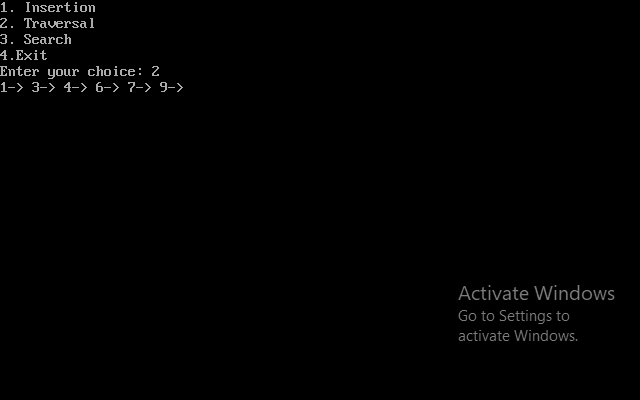 1. Insertion
2. Traversal
3. Search
4.Exit
Enter your choice: 2
1-> 3-> 4-> 6-> 7-> 9->
Activate Windows
Go to Settings to
activate Windows.